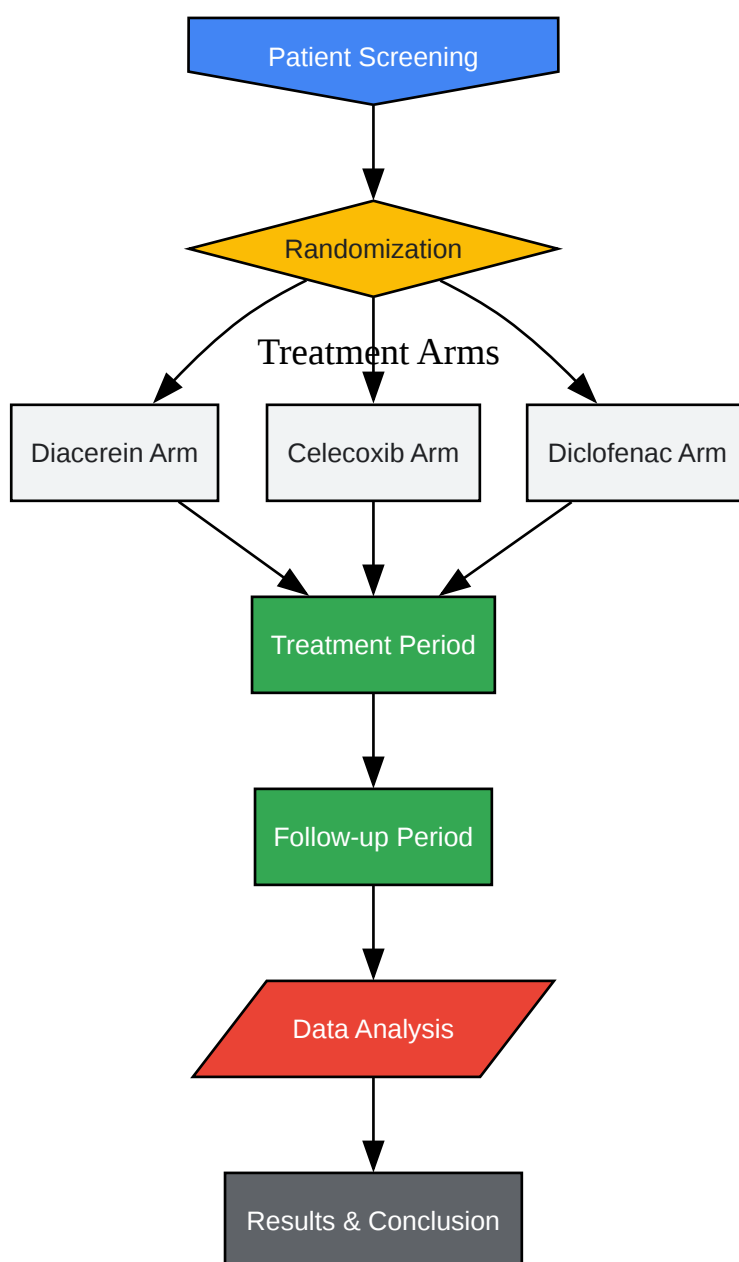 Patient Screening
Randomization
Treatment Arms
Diacerein Arm
Celecoxib Arm
Diclofenac Arm
Treatment Period
Follow-up Period
Data Analysis
Results & Conclusion